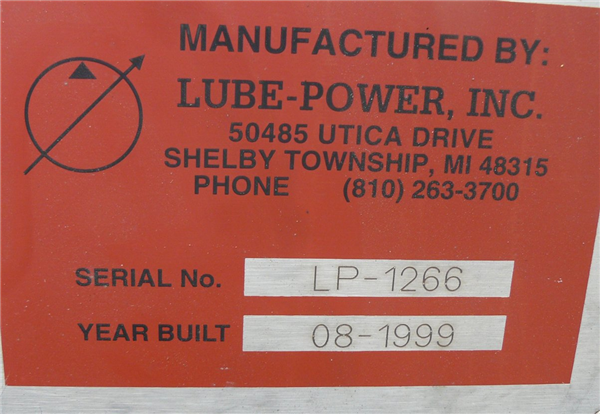 MANUFACTURED BY:
LUBE-POWER, INC.
50485 UTICA DRIVE
SHELBY TOWNSHIP, MI 48315
PHONE (810) 263-3700
SERIAL No. LP-1266
YEAR BUILT 08-1999